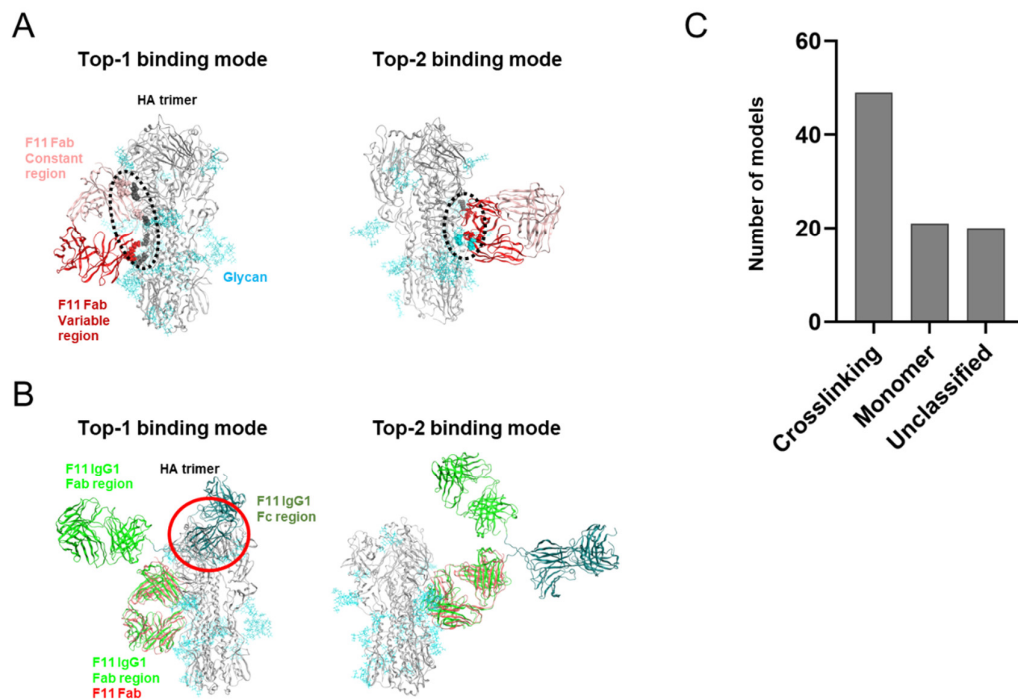 A
Top-1 binding mode
Top-2 binding mode
HA trimer
F11 Fab
Constant
region
Glycan
F11 Fab
Variable
region
B
Top-1 binding mode
Top-2 binding mode
F11 IgG1
Fab region
HA trimer
F11 IgG1
Fc region
F11 IgG1
Fab region
F11 Fab
C
Number of models
60
40
20
0
Crosslinking
Monomer
Unclassified